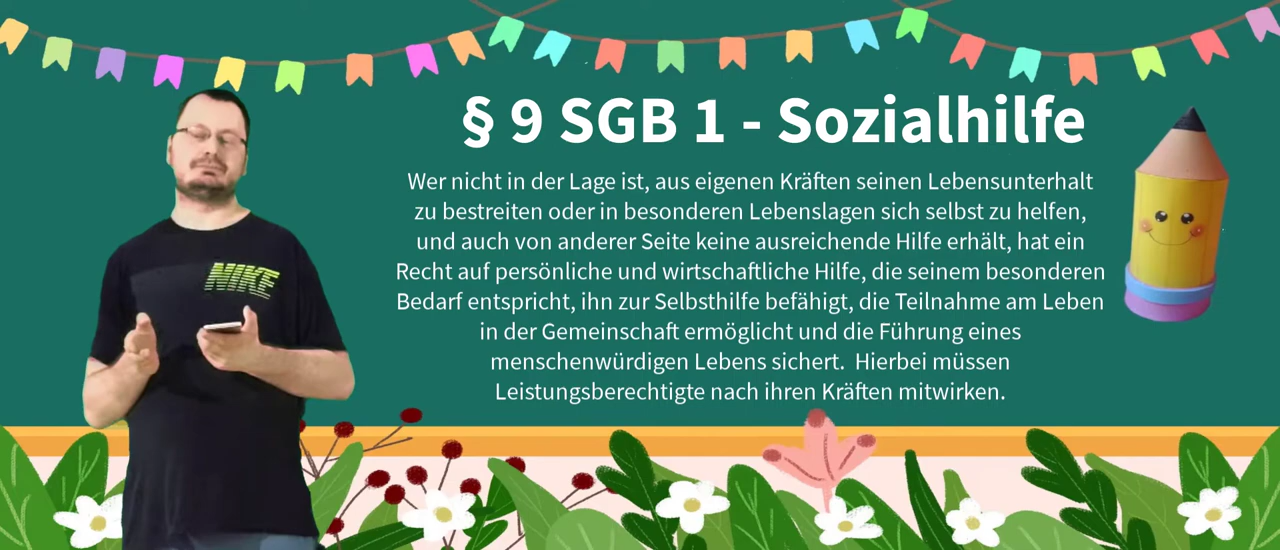 § 9 SGB 1 - Sozialhilfe
Wer nicht in der Lage ist, aus eigenen Kräften seinen Lebensunterhalt
zu bestreiten oder in besonderen Lebenslagen sich selbst zu helfen,
und auch von anderer Seite keine ausreichende Hilfe erhält, hat ein
Recht auf persönliche und wirtschaftliche Hilfe, die seinem besonderen
Bedarf entspricht, ihn zur Selbsthilfe befähigt, die Teilnahme am Leben
in der Gemeinschaft ermöglicht und die Führung eines
menschenwürdigen Lebens sichert.  Hierbei müssen
Leistungsberechtigte nach ihren Kräften mitwirken.
NIKE